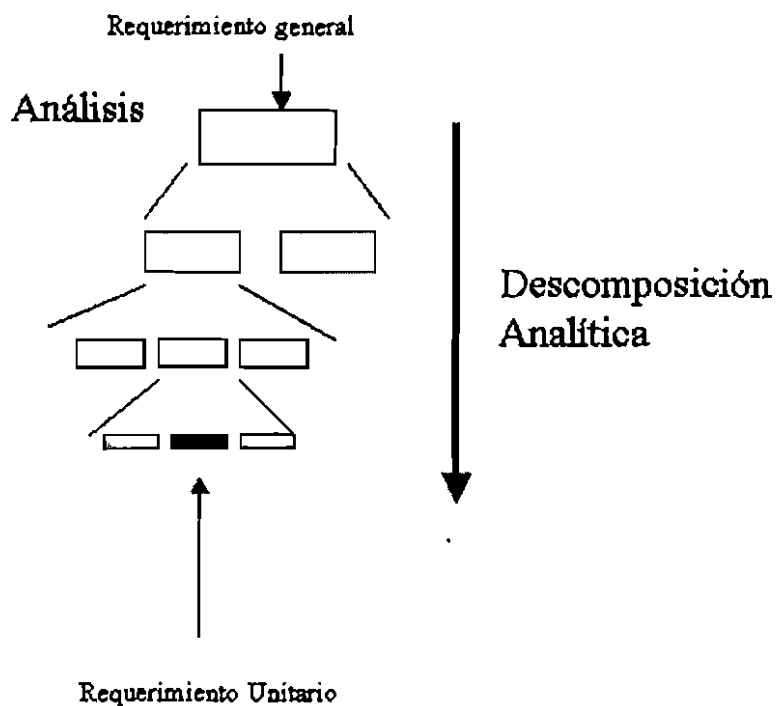 Requerimiento general
Análisis
Descomposición
Analítica
Requerimiento Unitario